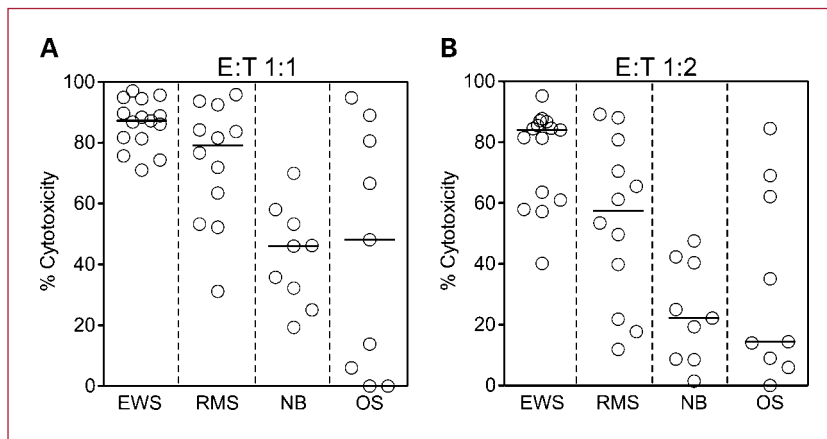 A
E:T 1:1
% Cytotoxicity
100
80
60
40
20
0
EWS RMS NB OS
B
E:T 1:2
% Cytotoxicity
100
80
60
40
20
0
EWS RMS NB OS